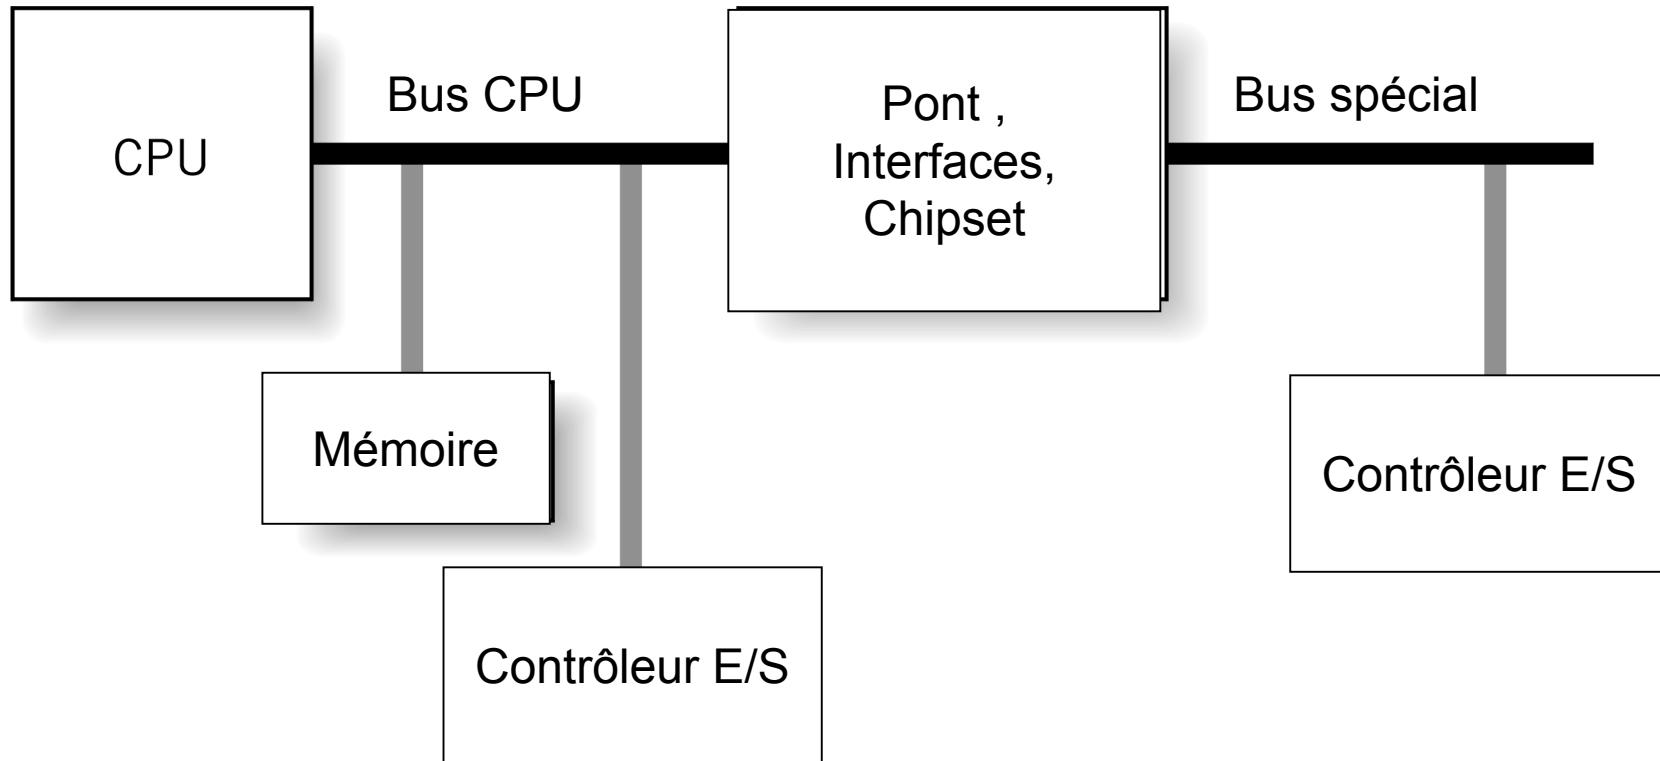 CPU
Bus CPU
Pont ,
Interfaces,
Chipset
Bus spécial
Mémoire
Contrôleur E/S
Contrôleur E/S